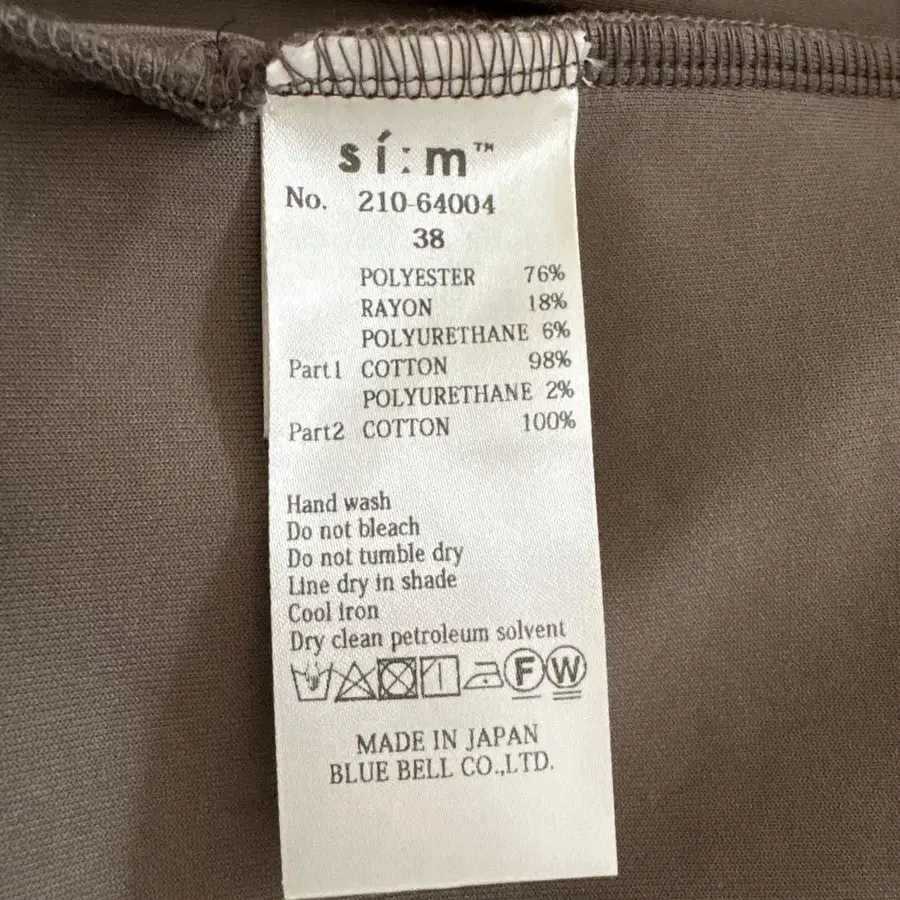 sí:m™
No. 210-64004
38
POLYESTER 76%
RAYON 18%
POLYURETHANE 6%
Part1 COTTON 98%
POLYURETHANE 2%
Part2 COTTON 100%
Hand wash
Do not bleach
Do not tumble dry
Line dry in shade
Cool iron
Dry clean petroleum solvent
F W
MADE IN JAPAN
BLUE BELL CO.,LTD.